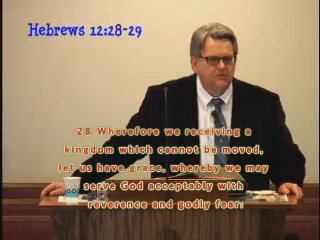 Hebrews 12:28-29
28 Wherefore we receiving a
kingdom which cannot be moved,
let us have grace, whereby we may
serve God acceptably with
reverence and godly fear: